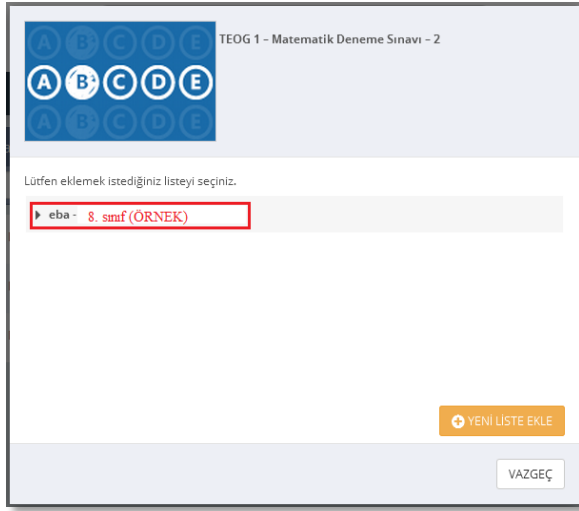 TEOG 1 - Matematik Deneme Sınavı - 2
A B C D E
A B C D E
A B C D E
Lütfen eklemek istediğiniz listeyi seçiniz.
eba - 8. sınıf (ÖRNEK)
YENİ LİSTE EKLE
VAZGEÇ